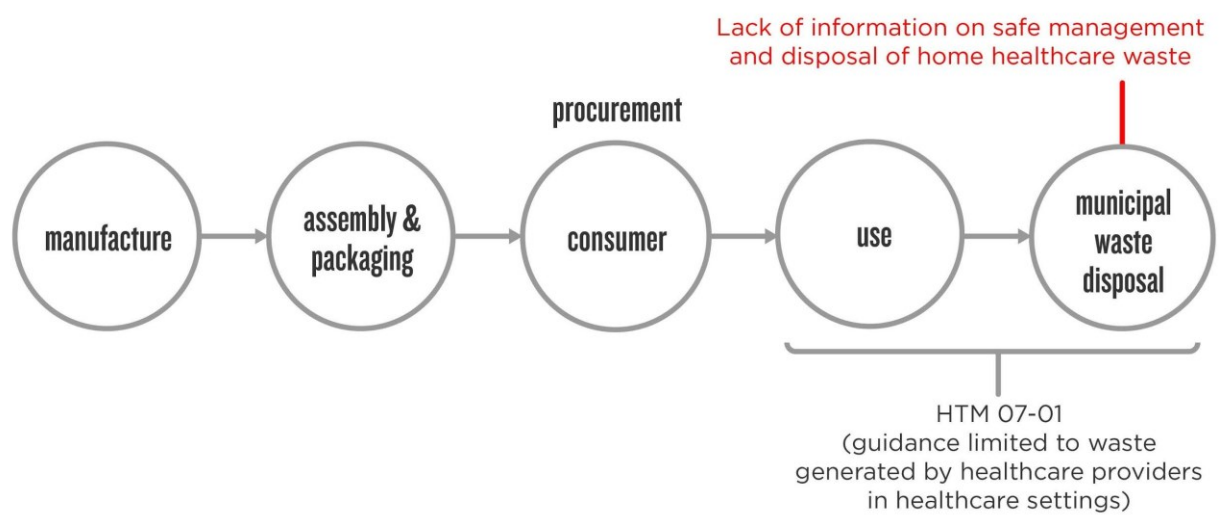 Lack of information on safe management
and disposal of home healthcare waste
procurement
manufacture
assembly &
packaging
consumer
use
municipal
waste
disposal
HTM 07-01
(guidance limited to waste
generated by healthcare providers
in healthcare settings)